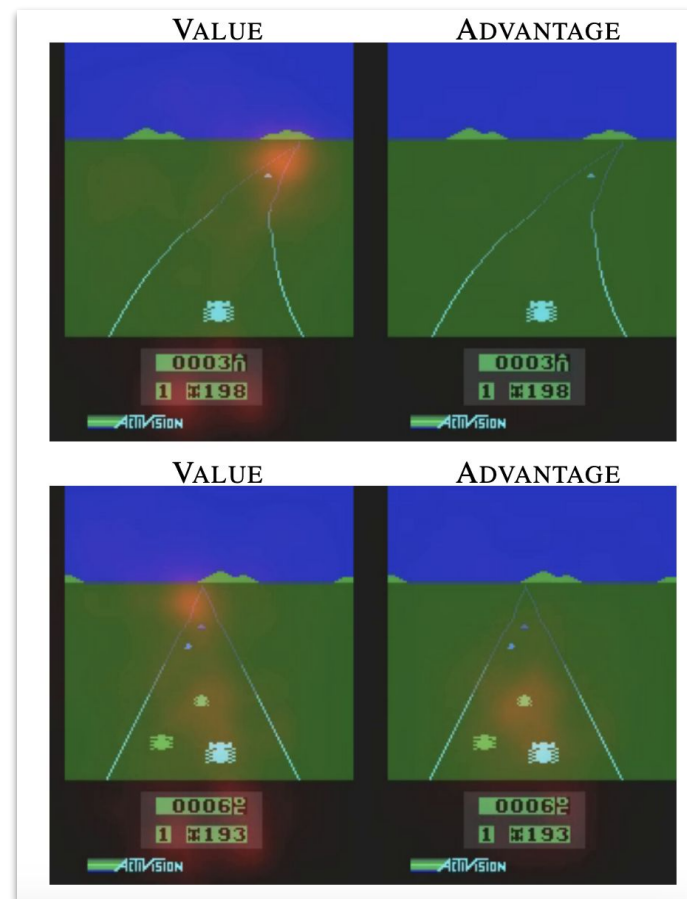 VALUE ADVANTAGE
0003 0003
1 198 1 198
ACTIVISION ACTIVISION
VALUE ADVANTAGE
0006 0006
1 193 1 193
ACTIVISION ACTIVISION